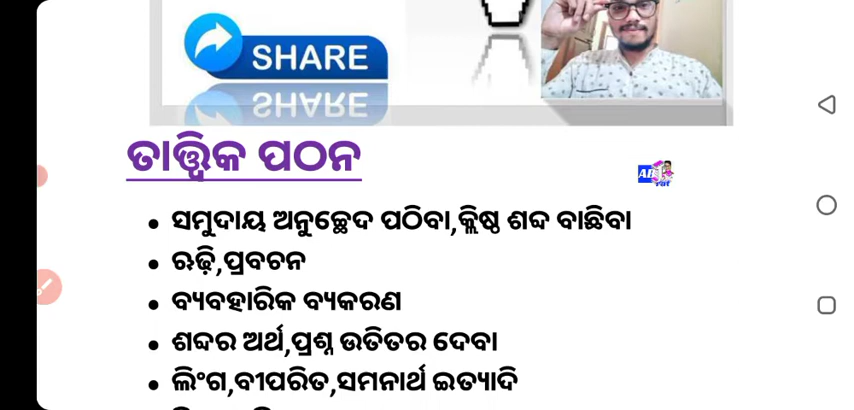 SHARE
ତାତ୍ତ୍ୱିକ ପଠନ
• ସମୁଦାୟ ଅନୁଚ୍ଛେଦ ପଠିବା,କ୍ଲିଷ୍ଠ ଶବ୍ଦ ବାଛିବା
• ଋଢ଼ି,ପ୍ରବଚନ
• ବ୍ୟବହାରିକ ବ୍ୟକରଣ
• ଶବ୍ଦର ଅର୍ଥ,ପ୍ରଶ୍ନ ଉତିତର ଦେବା
• ଲିଂଗ,ବୀପରିତ,ସମନାର୍ଥ ଇତ୍ୟାଦି